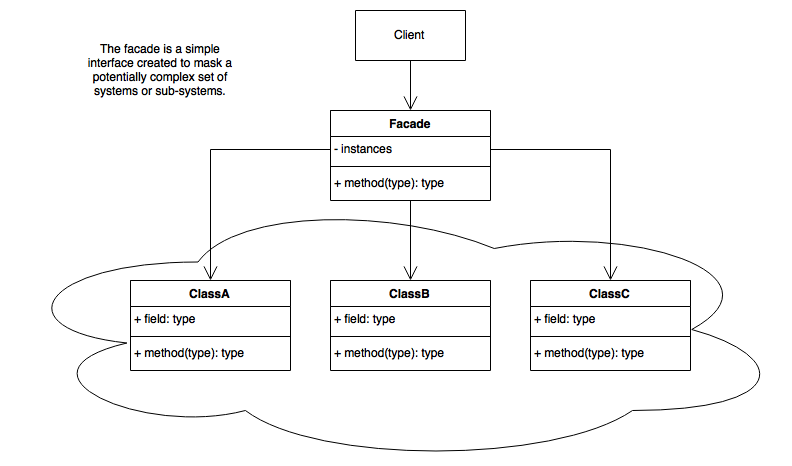 Client
The facade is a simple
interface created to mask a
potentially complex set of
systems or sub-systems.
Facade
- instances
+ method(type): type
ClassA
+ field: type
+ method(type): type
ClassB
+ field: type
+ method(type): type
ClassC
+ field: type
+ method(type): type